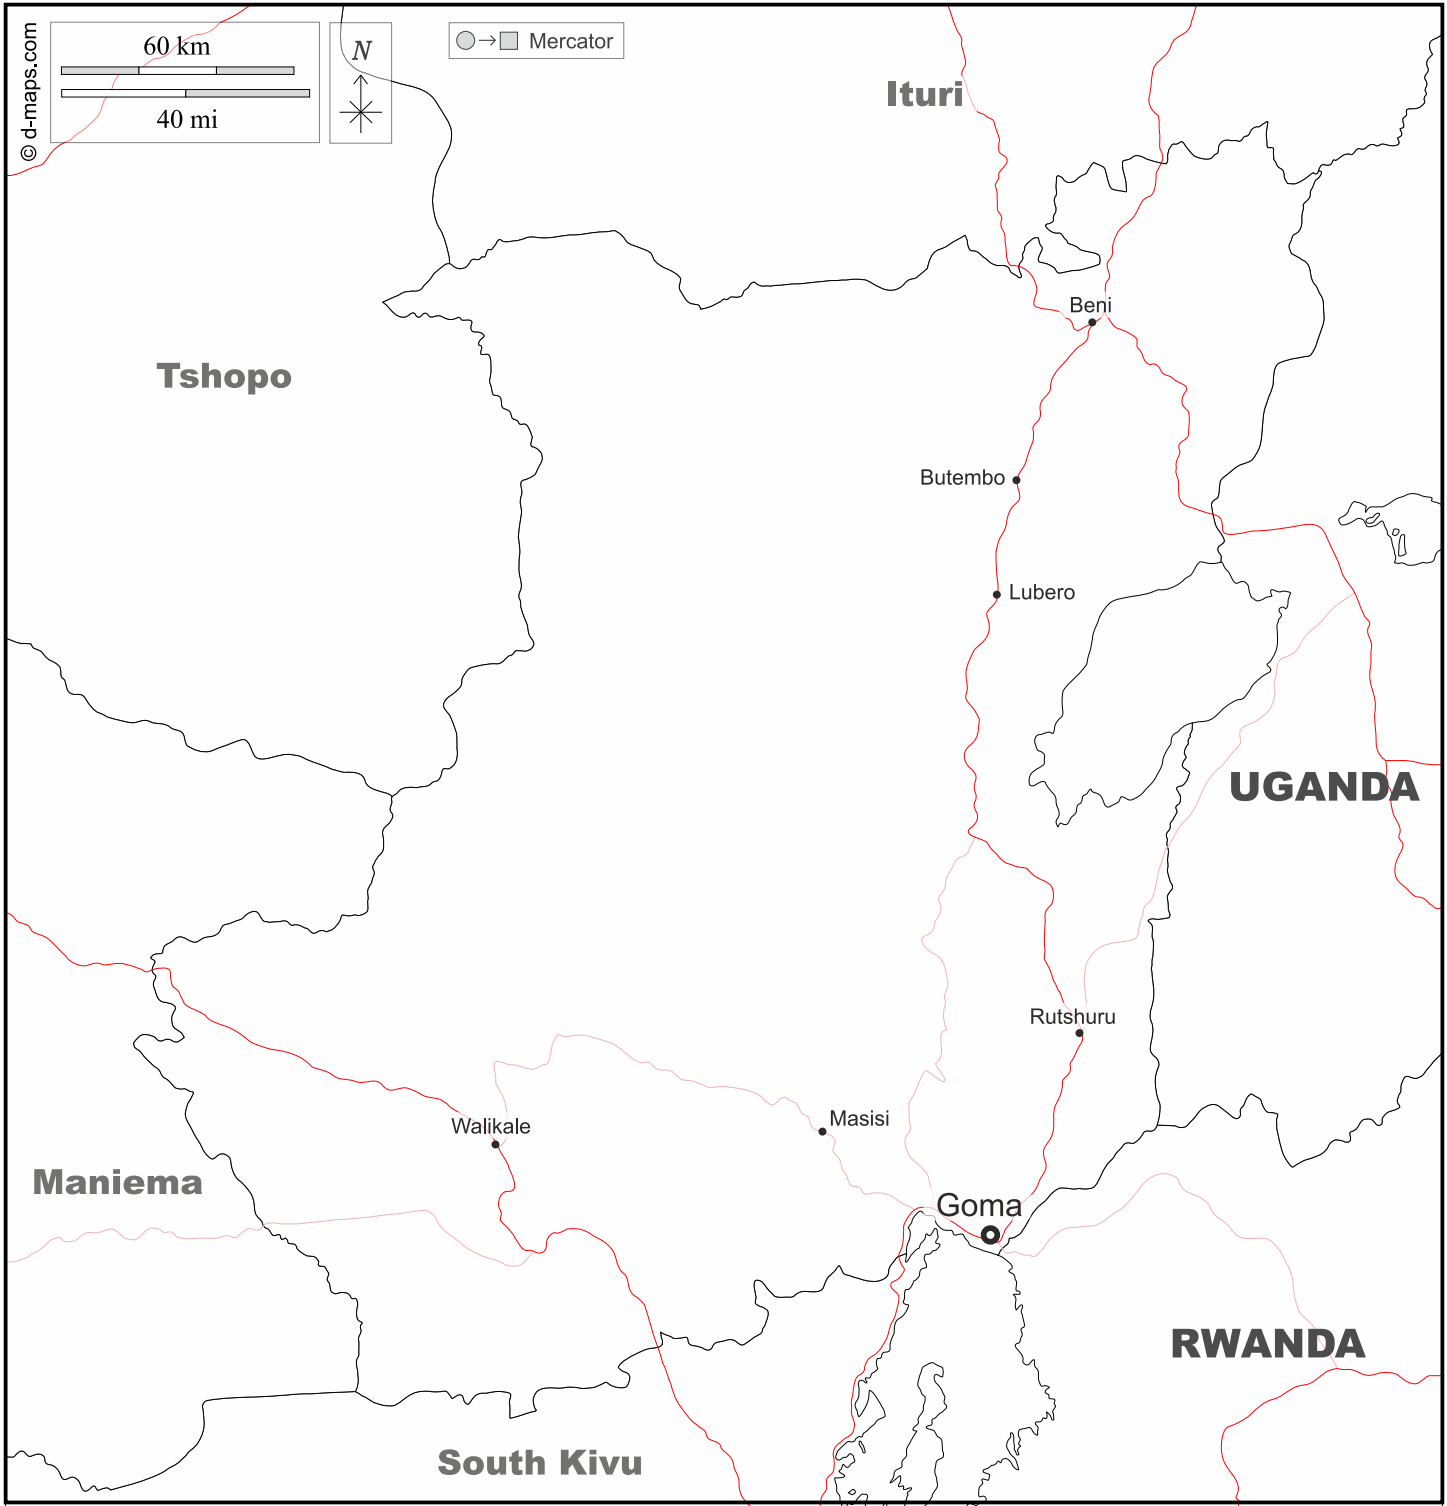 © d-maps.com
60 km
40 mi
N
Mercator
Ituri
Beni
Tshopo
Butembo
Lubero
UGANDA
Rutshuru
Masisi
Walikale
Maniema
Goma
RWANDA
South Kivu